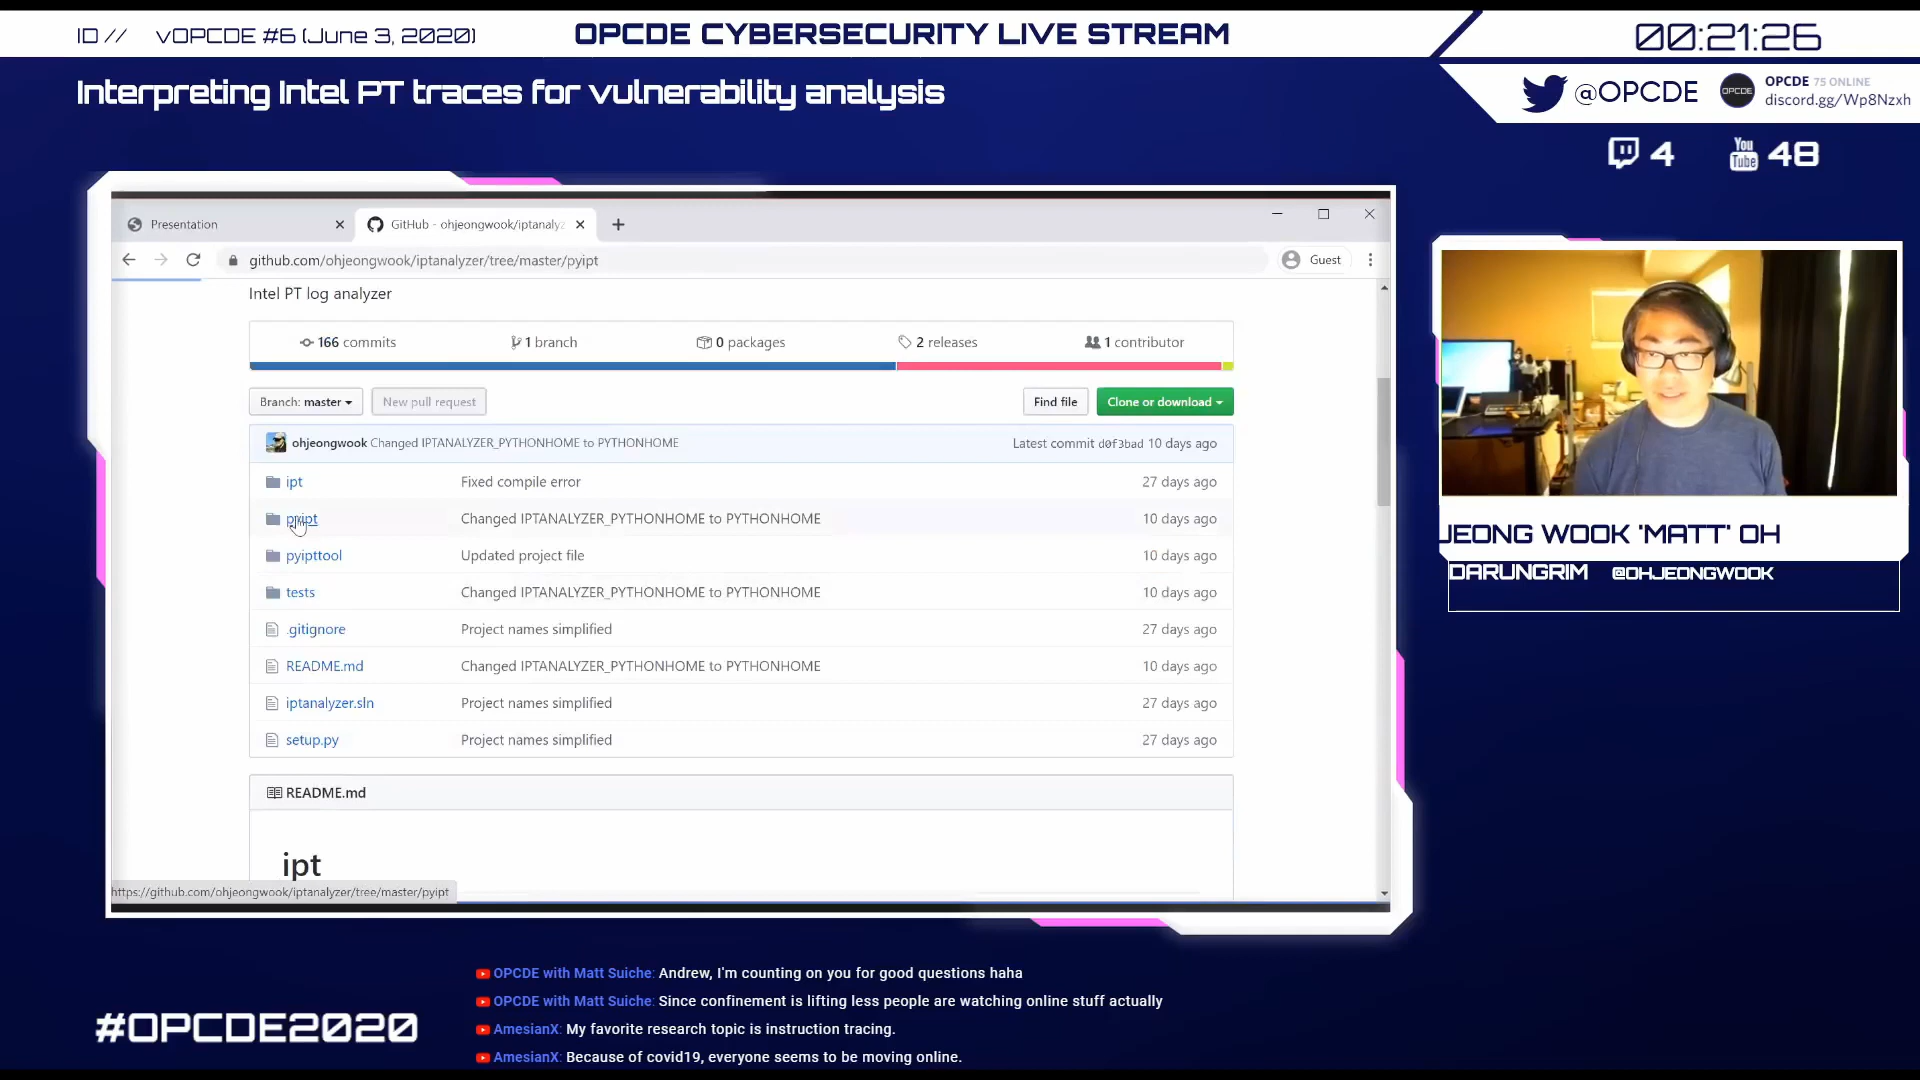 ID // vOPCDE #6 (June 3, 2020)
OPCDE CYBERSECURITY LIVE STREAM
00:21:26
Interpreting Intel PT traces for vulnerability analysis
@OPCDE
OPCDE
OPCDE 75 ONLINE
discord.gg/Wp8Nzxh
4
You Tube 48
Presentation
GitHub - ohjeongwook/iptanalyz
github.com/ohjeongwook/iptanalyzer/tree/master/pyipt
Guest
Intel PT log analyzer
166 commits
1 branch
0 packages
2 releases
1 contributor
Branch: master
New pull request
Find file
Clone or download
ohjeongwook Changed IPTANALYZER_PYTHONHOME to PYTHONHOME
Latest commit d0f3bad 10 days ago
ipt Fixed compile error 27 days ago
pyipt Changed IPTANALYZER_PYTHONHOME to PYTHONHOME 10 days ago
pyipttool Updated project file 10 days ago
tests Changed IPTANALYZER_PYTHONHOME to PYTHONHOME 10 days ago
.gitignore Project names simplified 27 days ago
README.md Changed IPTANALYZER_PYTHONHOME to PYTHONHOME 10 days ago
iptanalyzer.sln Project names simplified 27 days ago
setup.py Project names simplified 27 days ago
README.md
ipt
https://github.com/ohjeongwook/iptanalyzer/tree/master/pyipt
JEONG WOOK 'MATT' OH
DARUNGRIM @OHJEONGWOOK
#OPCDE2020
OPCDE with Matt Suiche: Andrew, I'm counting on you for good questions haha
OPCDE with Matt Suiche: Since confinement is lifting less people are watching online stuff actually
AmesianX: My favorite research topic is instruction tracing.
AmesianX: Because of covid19, everyone seems to be moving online.